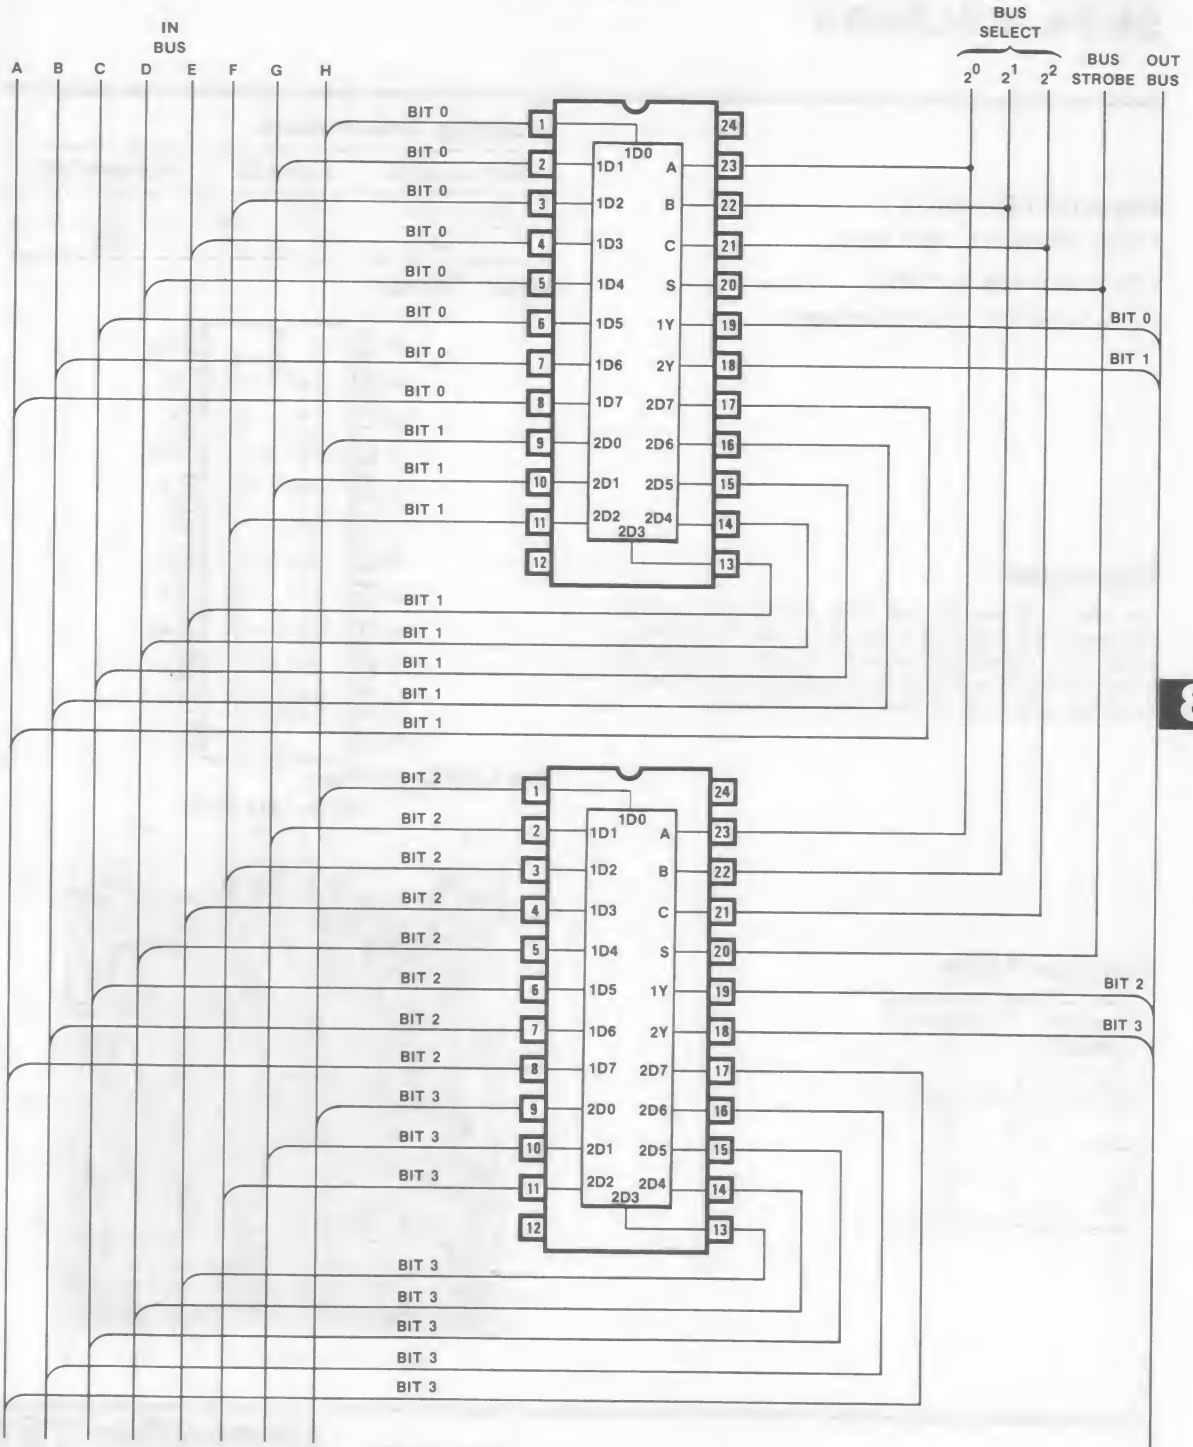 IN
BUS
A B C D E F G H
BUS
SELECT
2⁰ 2¹ 2²
BUS
STROBE
OUT
BUS
BIT 0
BIT 0
BIT 0
BIT 0
BIT 0
BIT 0
BIT 0
BIT 0
BIT 1
BIT 1
BIT 1
1 1D0 24
2 1D1 A 23
3 1D2 B 22
4 1D3 C 21
5 1D4 S 20
6 1D5 1Y 19
7 1D6 2Y 18
8 1D7 2D7 17
9 2D0 2D6 16
10 2D1 2D5 15
11 2D2 2D4 14
12 2D3 13
BIT 0
BIT 1
BIT 1
BIT 1
BIT 1
BIT 1
BIT 1
8
BIT 2
BIT 2
BIT 2
BIT 2
BIT 2
BIT 2
BIT 2
BIT 2
BIT 3
BIT 3
BIT 3
1 1D0 24
2 1D1 A 23
3 1D2 B 22
4 1D3 C 21
5 1D4 S 20
6 1D5 1Y 19
7 1D6 2Y 18
8 1D7 2D7 17
9 2D0 2D6 16
10 2D1 2D5 15
11 2D2 2D4 14
12 2D3 13
BIT 2
BIT 3
BIT 3
BIT 3
BIT 3
BIT 3
BIT 3